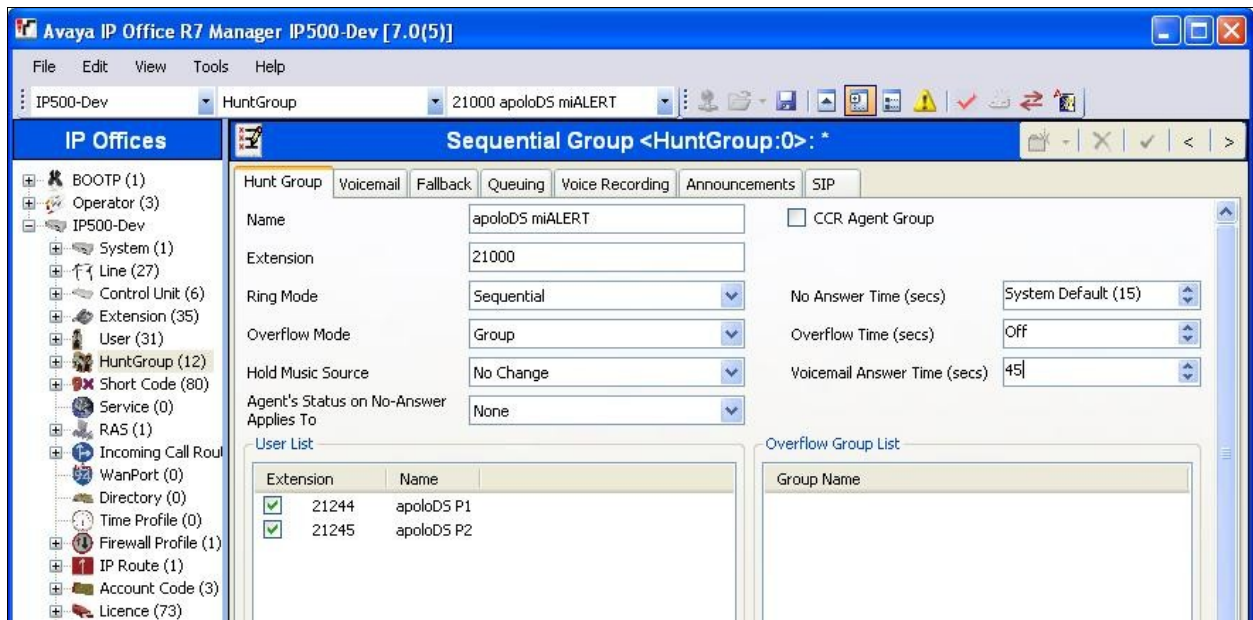 Avaya IP Office R7 Manager IP500-Dev [7.0(5)]
File Edit View Tools Help
IP500-Dev HuntGroup 21000 apoloDS miALERT
IP Offices
BOOTP (1)
Operator (3)
IP500-Dev
System (1)
Line (27)
Control Unit (6)
Extension (35)
User (31)
HuntGroup (12)
Short Code (80)
Service (0)
RAS (1)
Incoming Call Rou
WanPort (0)
Directory (0)
Time Profile (0)
Firewall Profile (1)
IP Route (1)
Account Code (3)
Licence (73)
Sequential Group <HuntGroup:0>: *
< >
Hunt Group Voicemail Fallback Queuing Voice Recording Announcements SIP
Name apoloDS miALERT CCR Agent Group
Extension 21000
Ring Mode Sequential No Answer Time (secs) System Default (15)
Overflow Mode Group Overflow Time (secs) Off
Hold Music Source No Change Voicemail Answer Time (secs) 45
Agent's Status on No-Answer
Applies To None
User List Overflow Group List
Extension Name Group Name
21244 apoloDS P1
21245 apoloDS P2